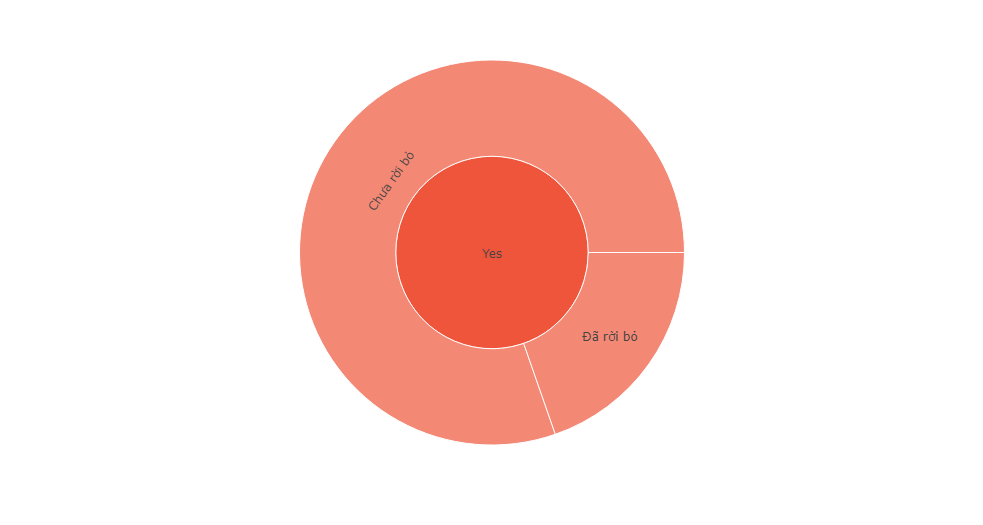 Chưa rời bỏ
Yes
Đã rời bỏ